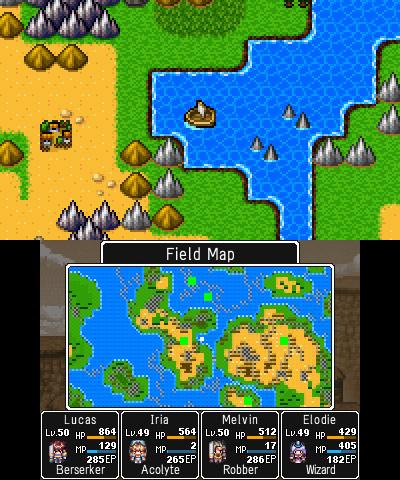 Field Map
Lucas Iria Melvin Elodie
Lv.50 HP 864 Lv.49 HP 564 Lv.50 HP 512 Lv.49 HP 429
MP 129 MP 2 MP 17 MP 405
285EP 265EP 286EP 182EP
Berserker Acolyte Robber Wizard